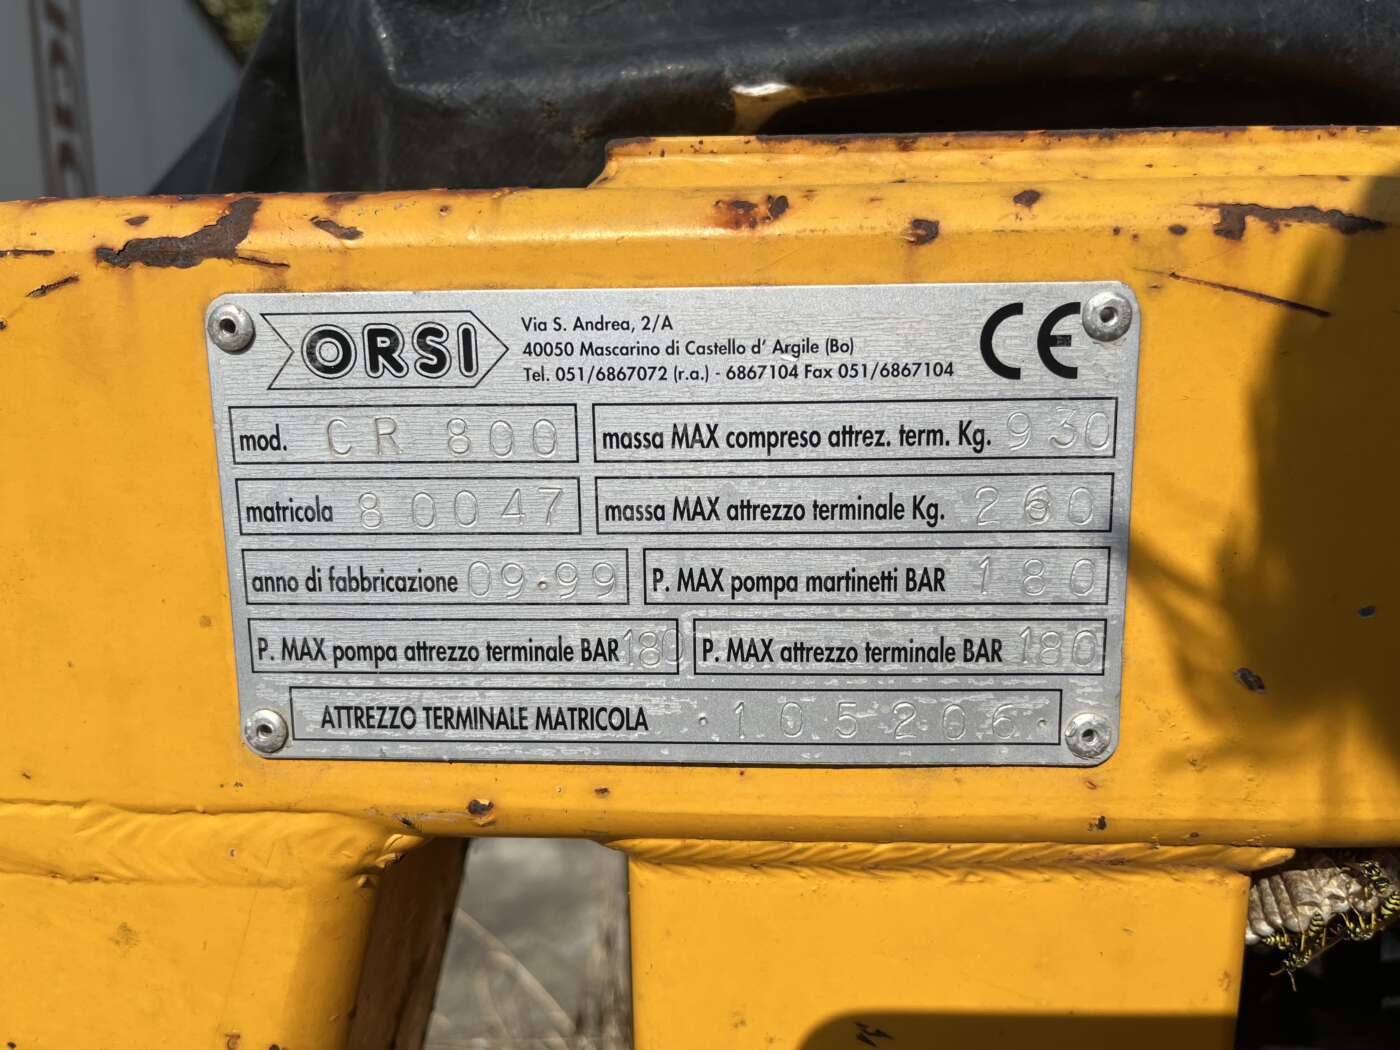 ORSI
Via S. Andrea, 2/A
40050 Mascarino di Castello d' Argile (Bo)
Tel. 051/6867072 (r.a.) - 6867104 Fax 051/6867104
CE
mod. CR 800
massa MAX compreso attrez. term. Kg. 930
matricola 80047
massa MAX attrezzo terminale Kg. 260
anno di fabbricazione 09.99
P. MAX pompa martinetti BAR 180
P. MAX pompa attrezzo terminale BAR 180
P. MAX attrezzo terminale BAR 180
ATTREZZO TERMINALE MATRICOLA · 105206 ·